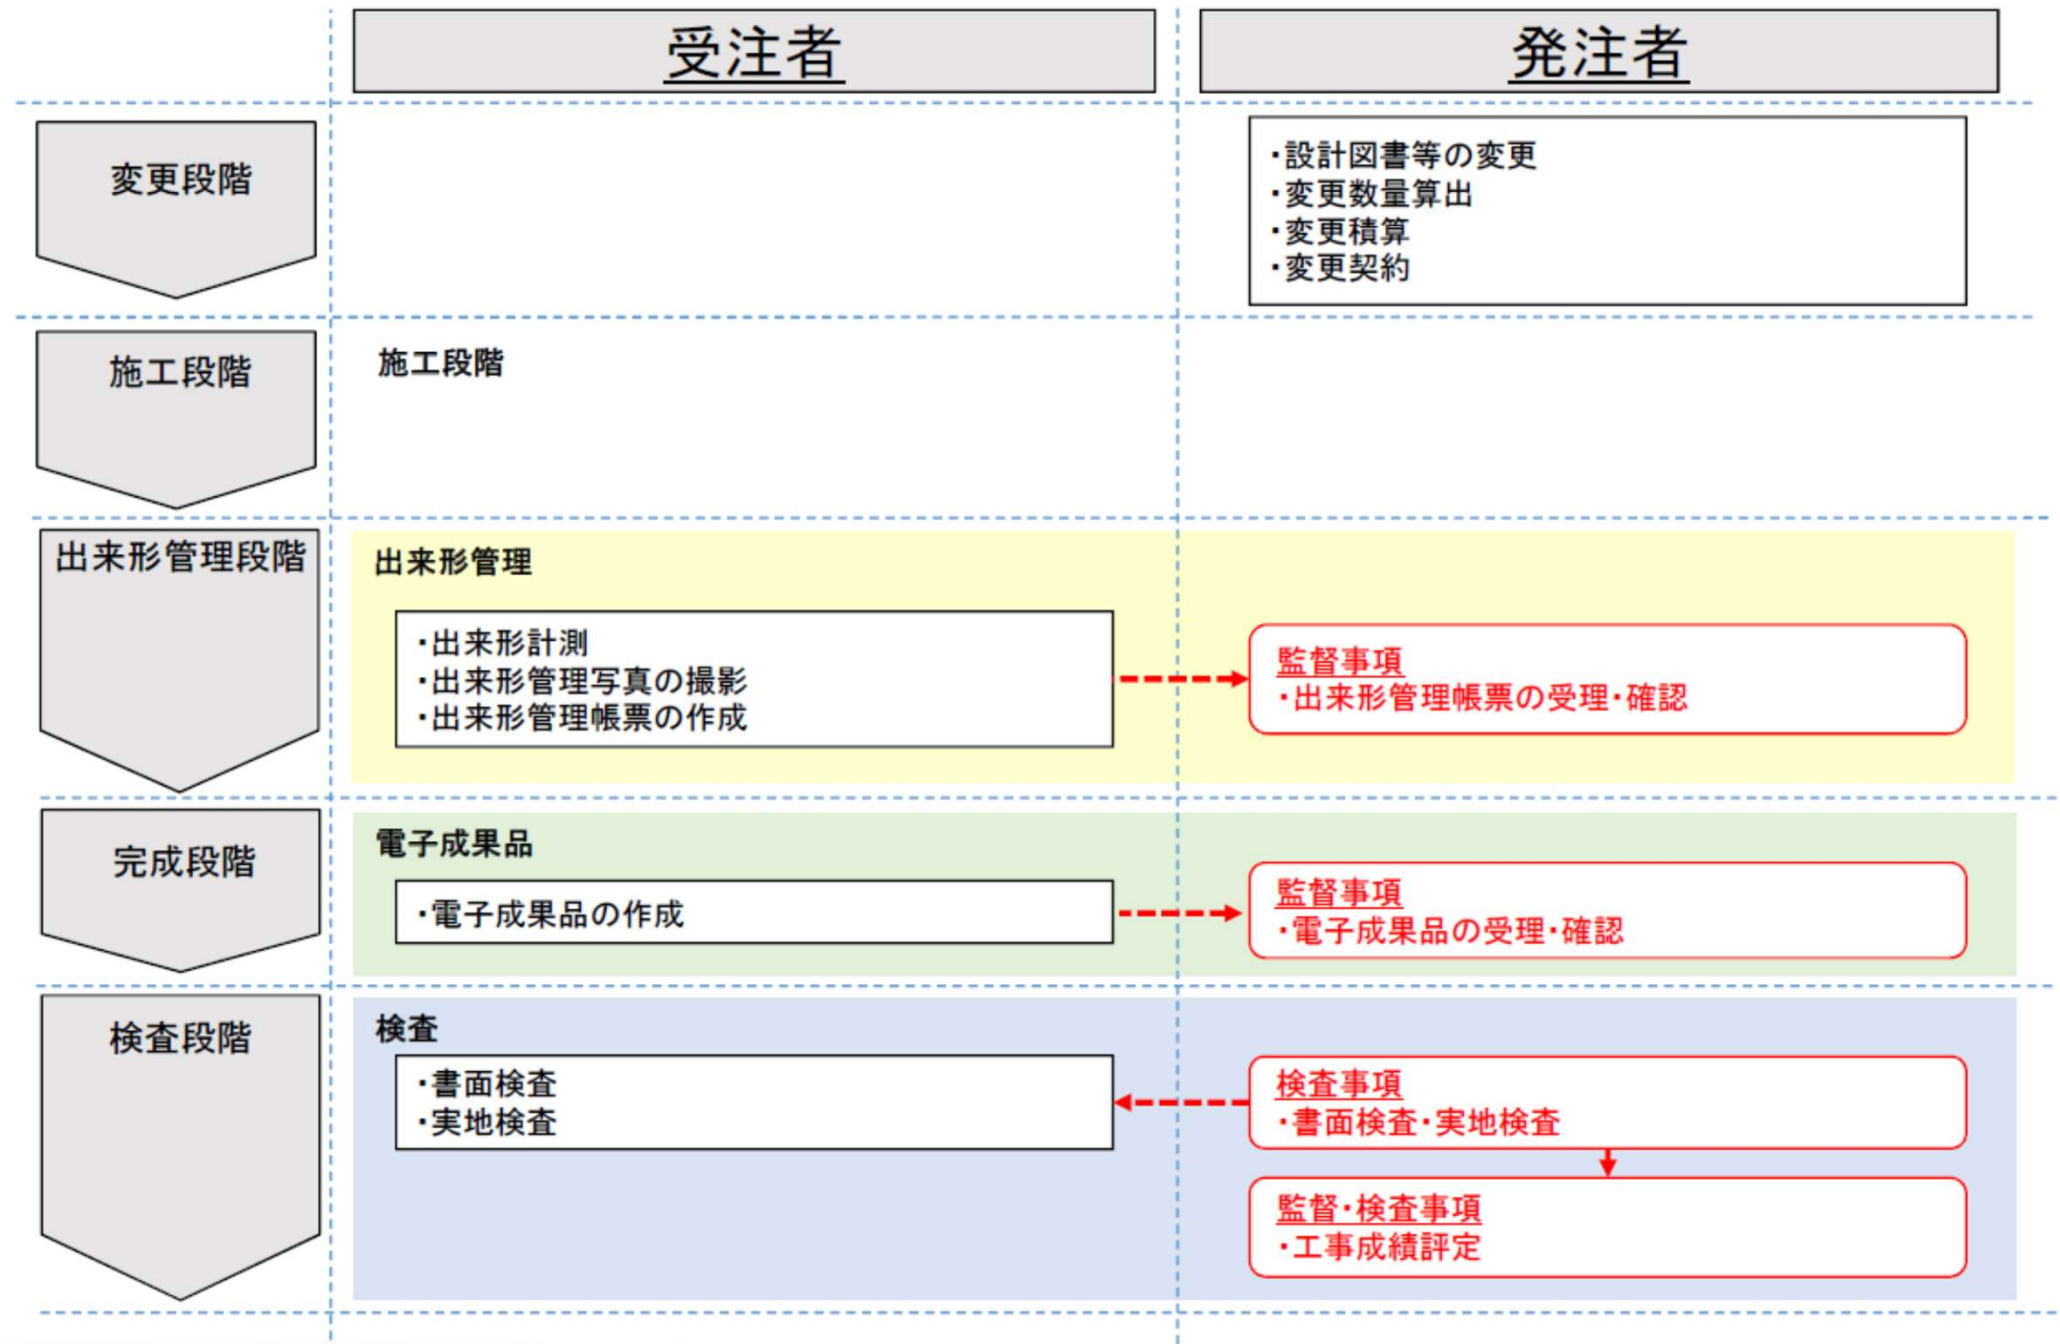 受注者
発注者
変更段階
・設計図書等の変更
・変更数量算出
・変更積算
・変更契約
施工段階
施工段階
出来形管理段階
出来形管理
・出来形計測
・出来形管理写真の撮影
・出来形管理帳票の作成
監督事項
・出来形管理帳票の受理・確認
完成段階
電子成果品
・電子成果品の作成
監督事項
・電子成果品の受理・確認
検査段階
検査
・書面検査
・実地検査
検査事項
・書面検査・実地検査
監督・検査事項
・工事成績評定